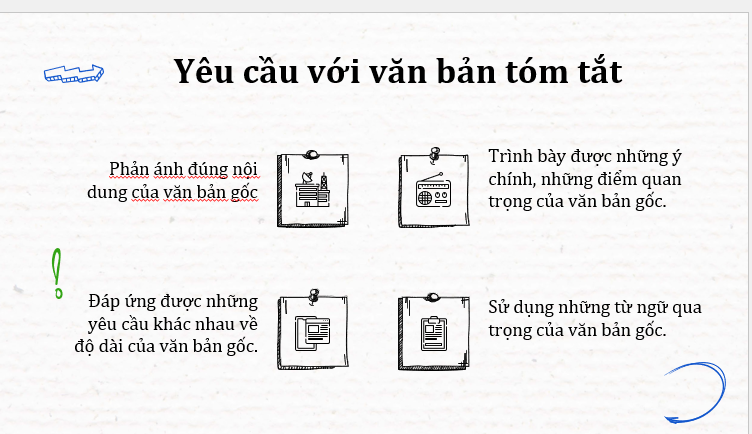 Yêu cầu với văn bản tóm tắt
Phản ánh đúng nội
dung của văn bản gốc
Trình bày được những ý
chính, những điểm quan
trọng của văn bản gốc.
Đáp ứng được những
yêu cầu khác nhau về
độ dài của văn bản gốc.
Sử dụng những từ ngữ qua
trọng của văn bản gốc.